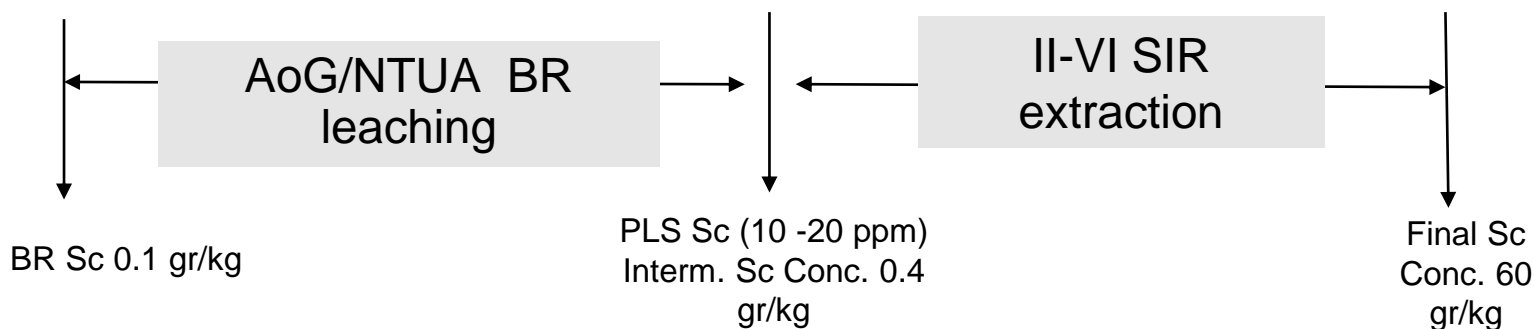 AoG/NTUA BR
leaching
II-VI SIR
extraction
BR Sc 0.1 gr/kg
PLS Sc (10 -20 ppm)
Interm. Sc Conc. 0.4
gr/kg
Final Sc
Conc. 60
gr/kg